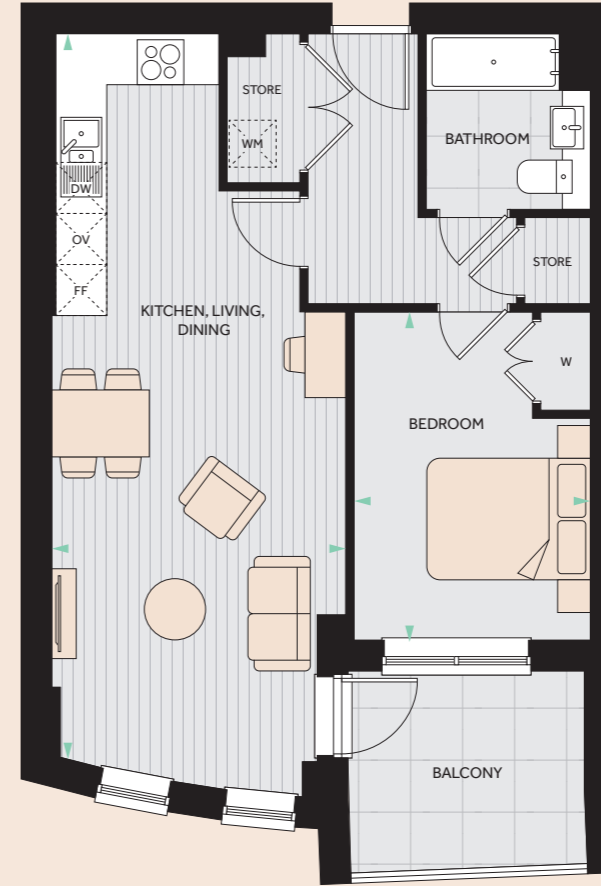 STORE
WM
BATHROOM
DW
OV
FF
STORE
KITCHEN, LIVING,
DINING
W
BEDROOM
BALCONY